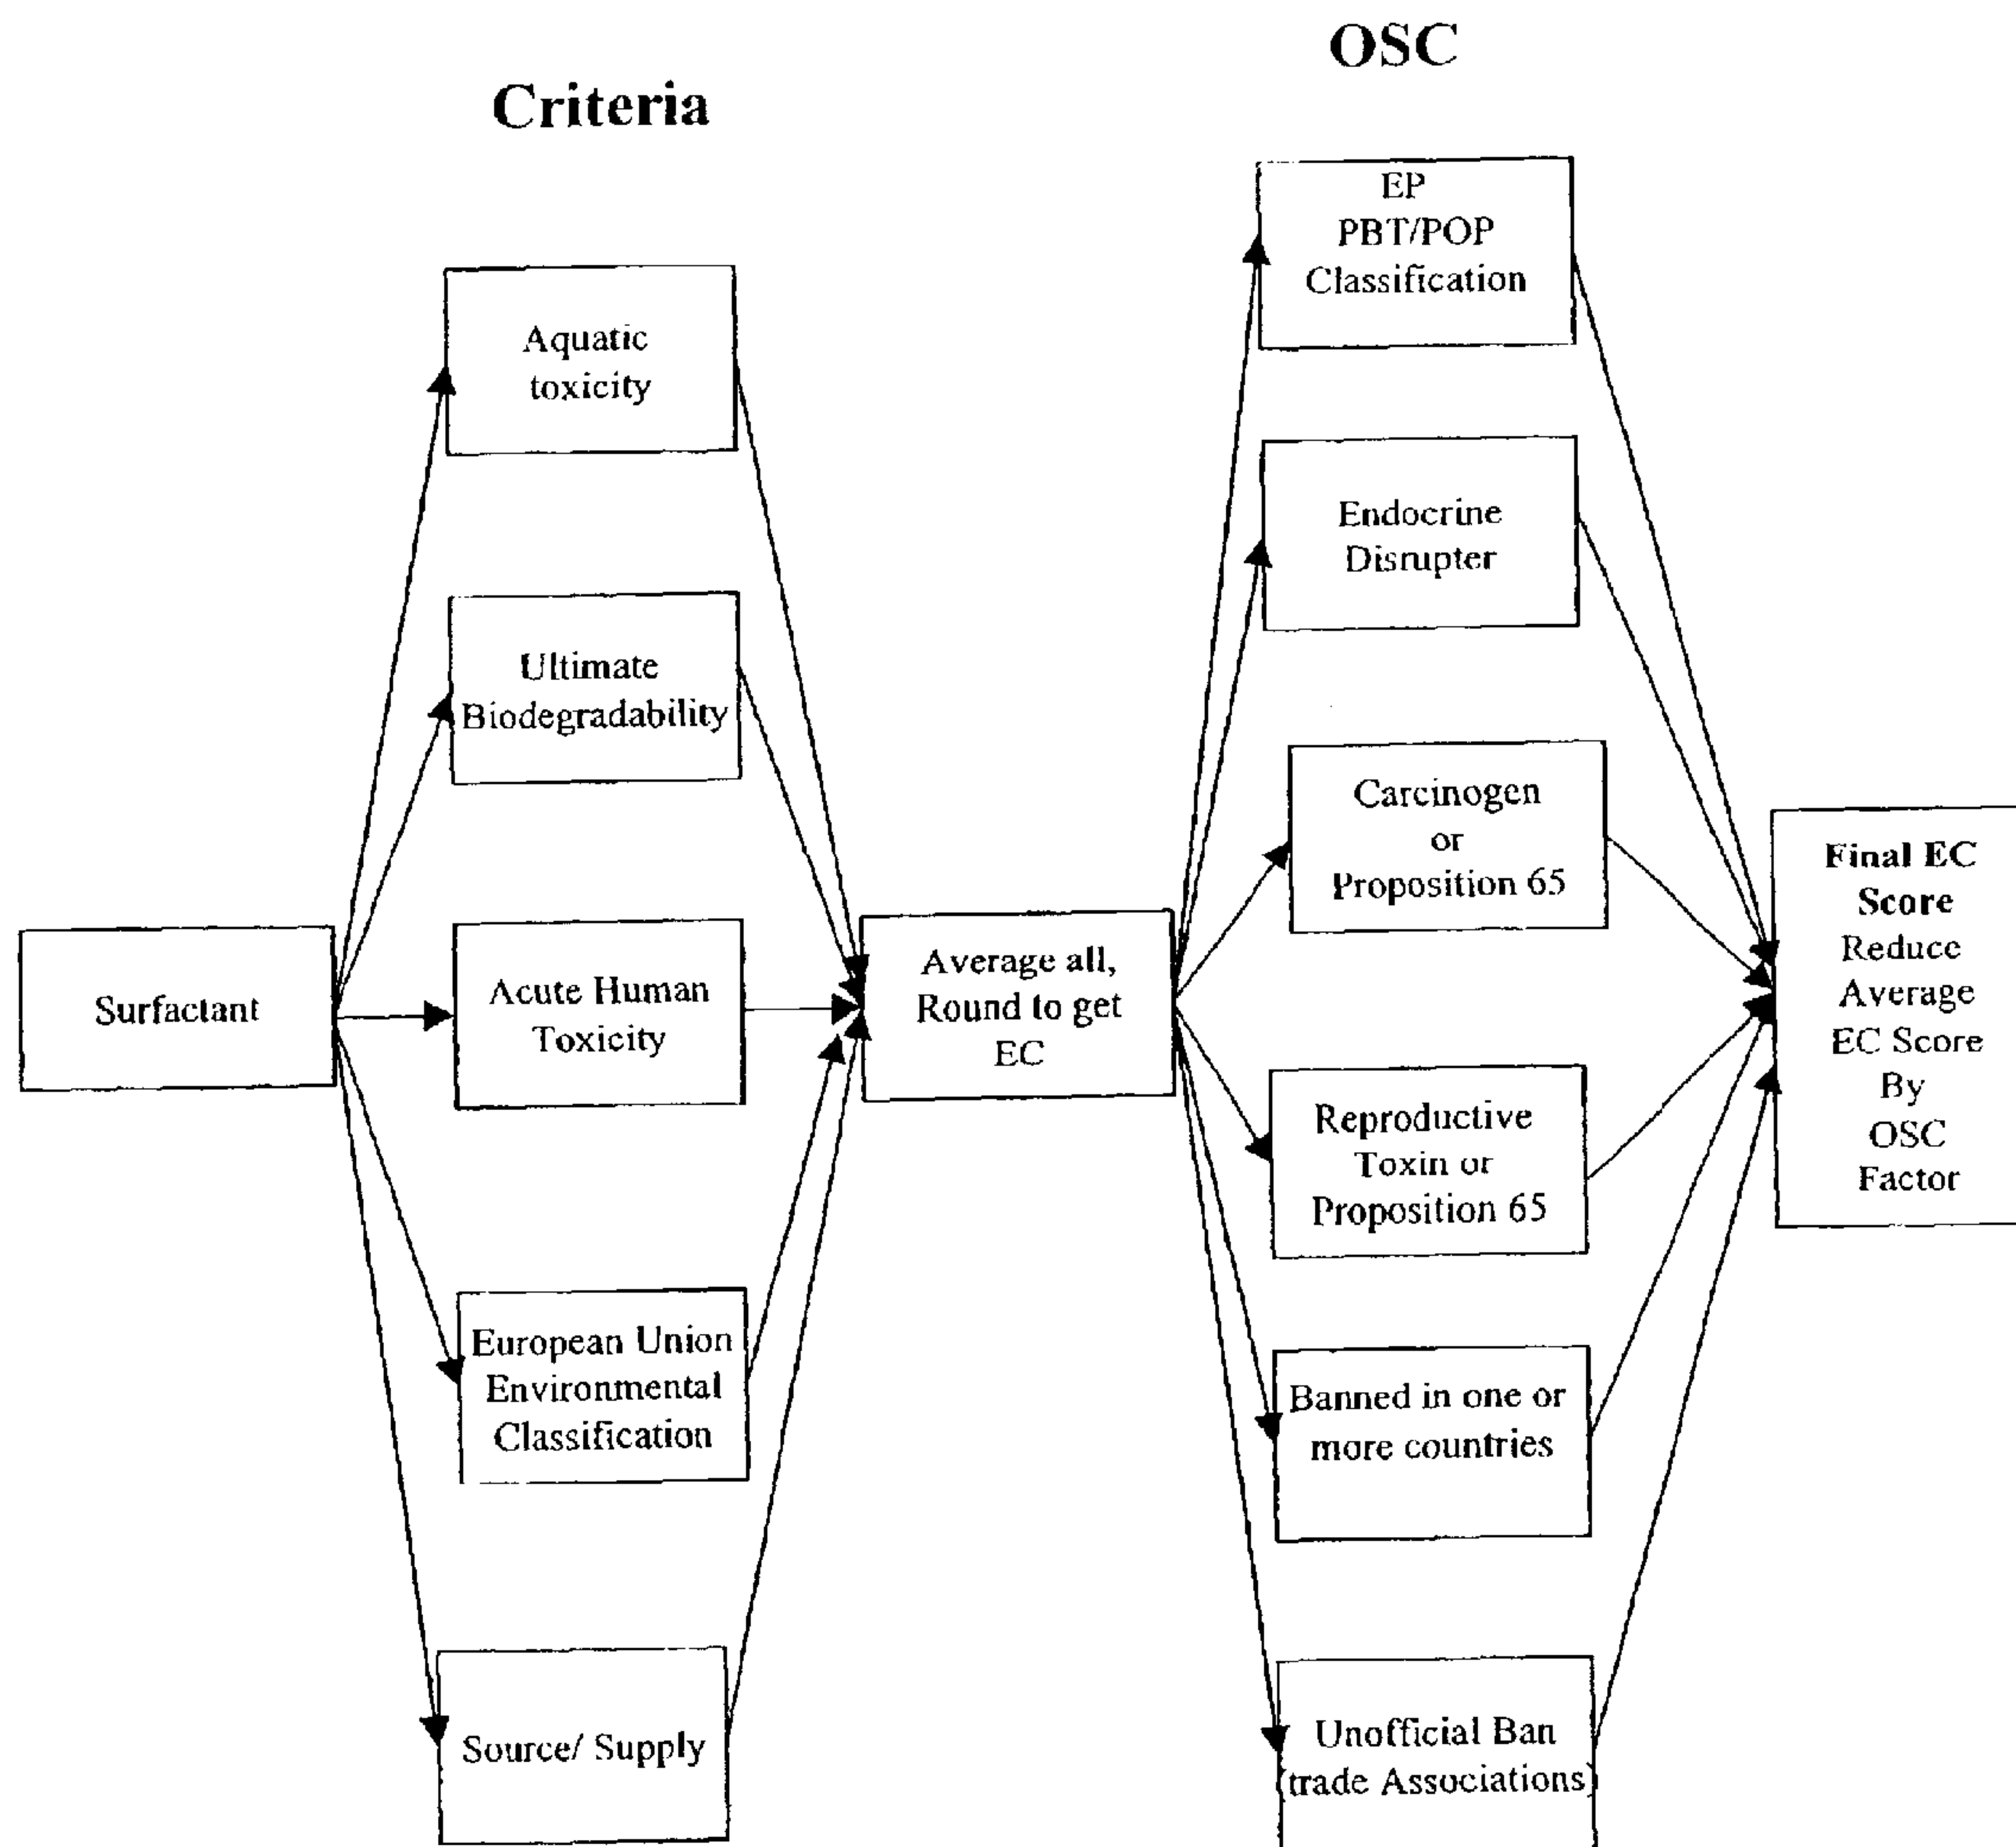 OSC
Criteria
EP
PBT/POP
Classification
Aquatic
toxicity
Endocrine
Disrupter
Ultimate
Biodegradability
Carcinogen
or
Proposition 65
Final EC
Score
Reduce
Average
EC Score
By
OSC
Factor
Surfactant
Acute Human
Toxicity
Average all,
Round to get
EC
Reproductive
Toxin or
Proposition 65
European Union
Environmental
Classification
Banned in one or
more countries
Source/ Supply
Unofficial Ban
(trade Associations)